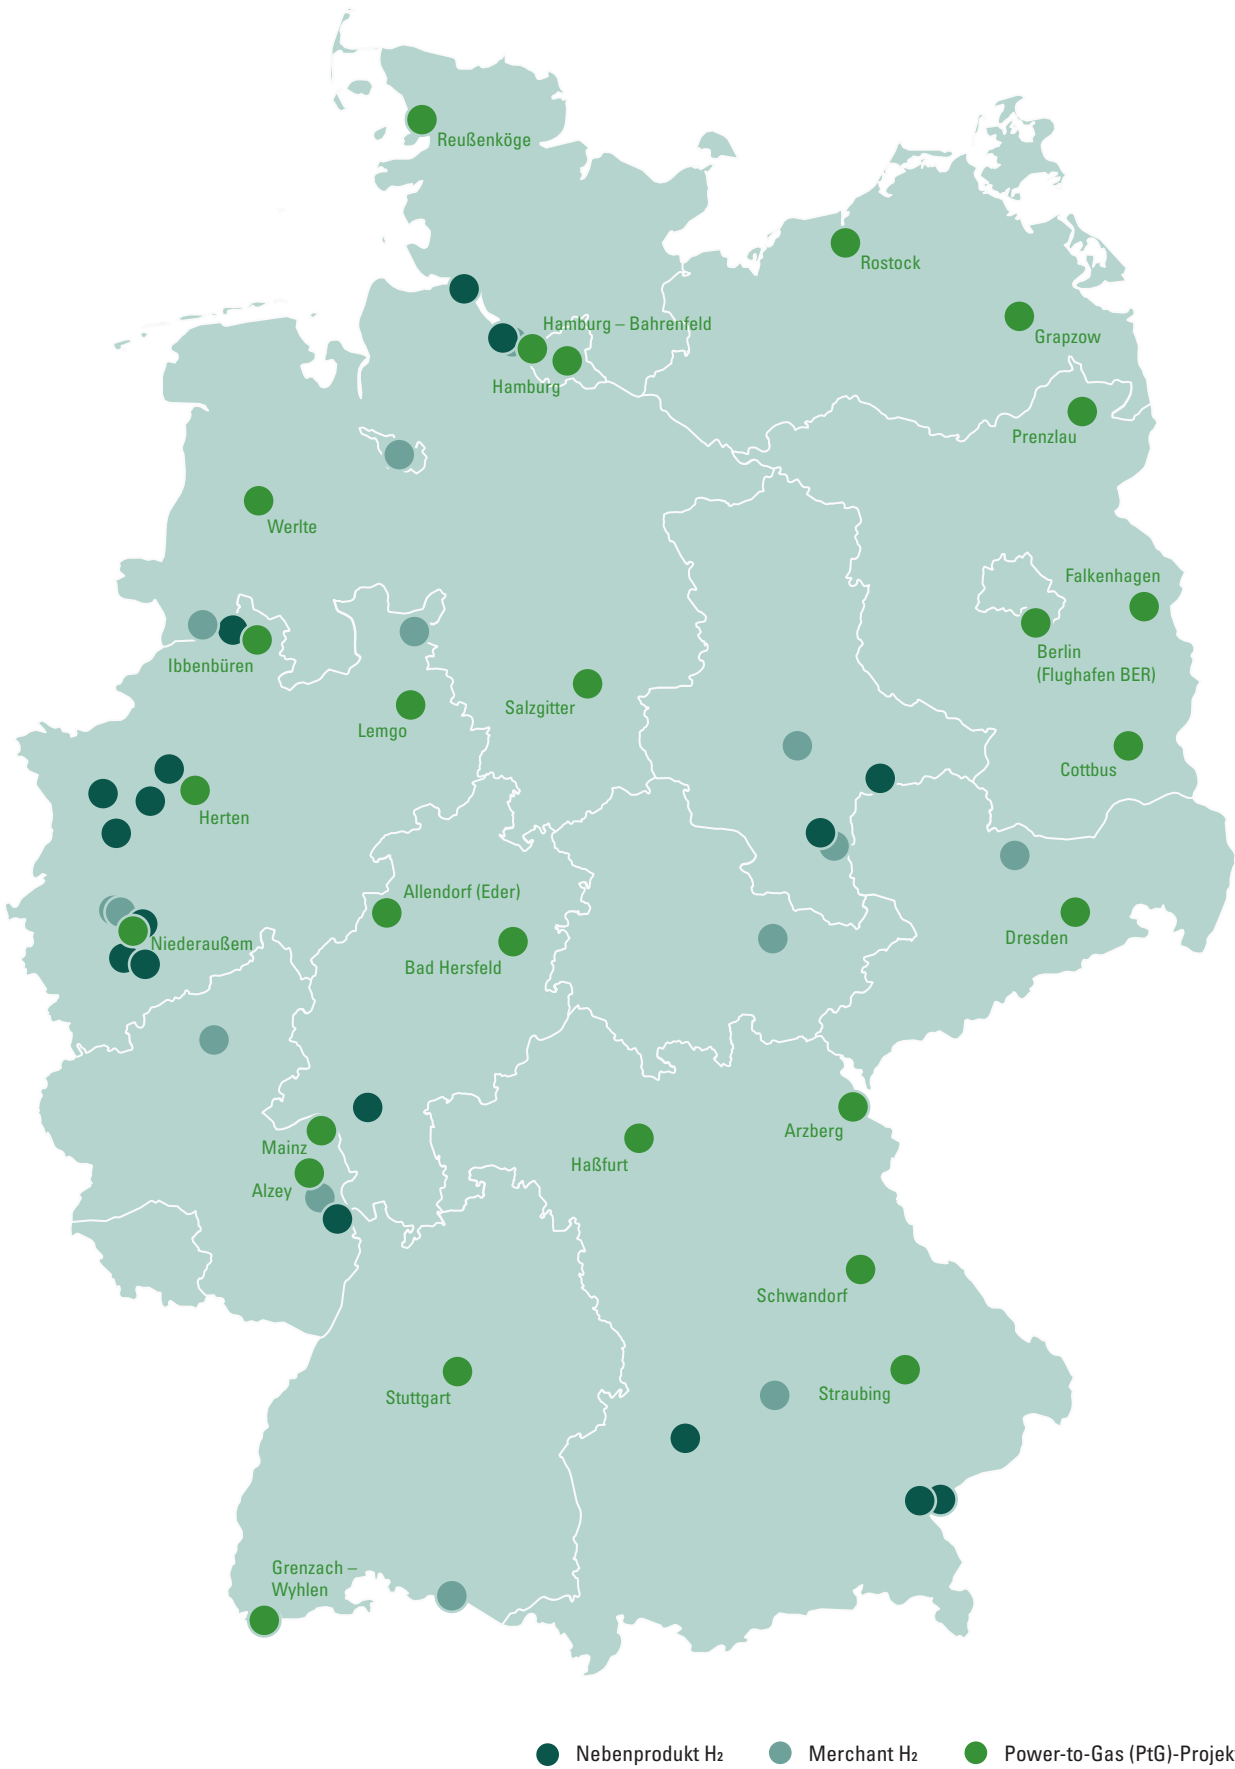 Reußenköge
Rostock
Hamburg – Bahrenfeld
Grapzow
Hamburg
Prenzlau
Werlte
Falkenhagen
Berlin
(Flughafen BER)
Ibbenbüren
Salzgitter
Lemgo
Cottbus
Herten
Allendorf (Eder)
Niederaußem
Dresden
Bad Hersfeld
Arzberg
Mainz
Haßfurt
Alzey
Schwandorf
Straubing
Stuttgart
Grenzach –
Wyhlen
Nebenprodukt H₂ Merchant H₂ Power-to-Gas (PtG)-Projek